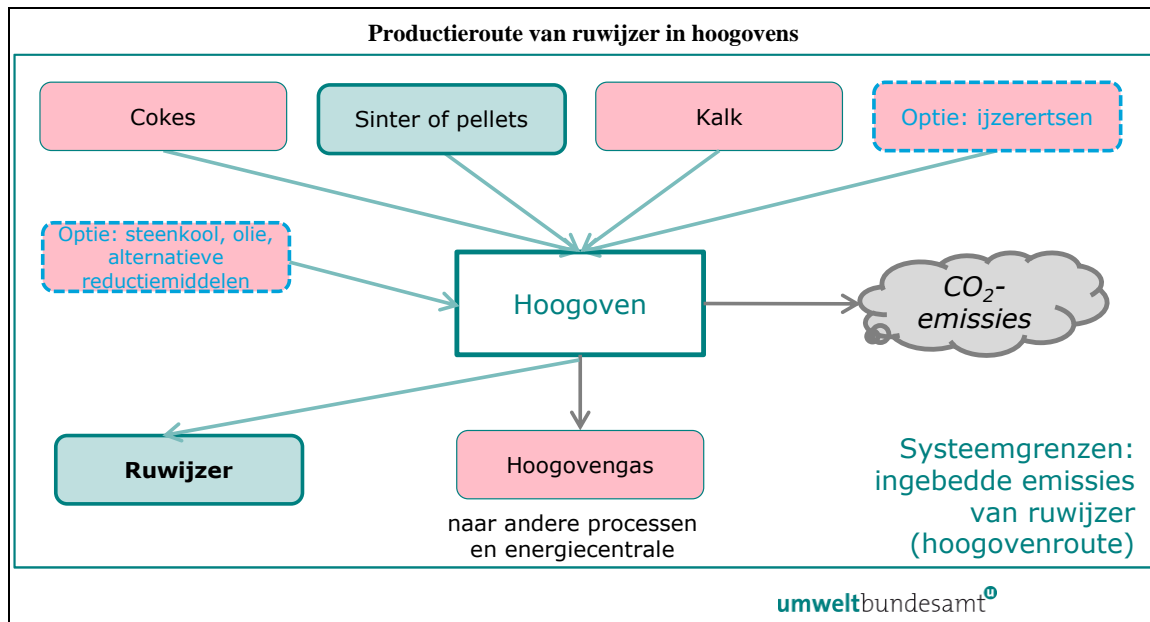 Productieroute van ruwijzer in hoogovens
Cokes
Sinter of pellets
Kalk
Optie: ijzerertsen
Optie: steenkool, olie,
alternatieve
reductiemiddelen
Hoogoven
CO₂-
emissies
Ruwijzer
Hoogovengas
naar andere processen
en energiecentrale
Systeemgrenzen:
ingebedde emissies
van ruwijzer
(hoogovenroute)
umweltbundesamtᵘ